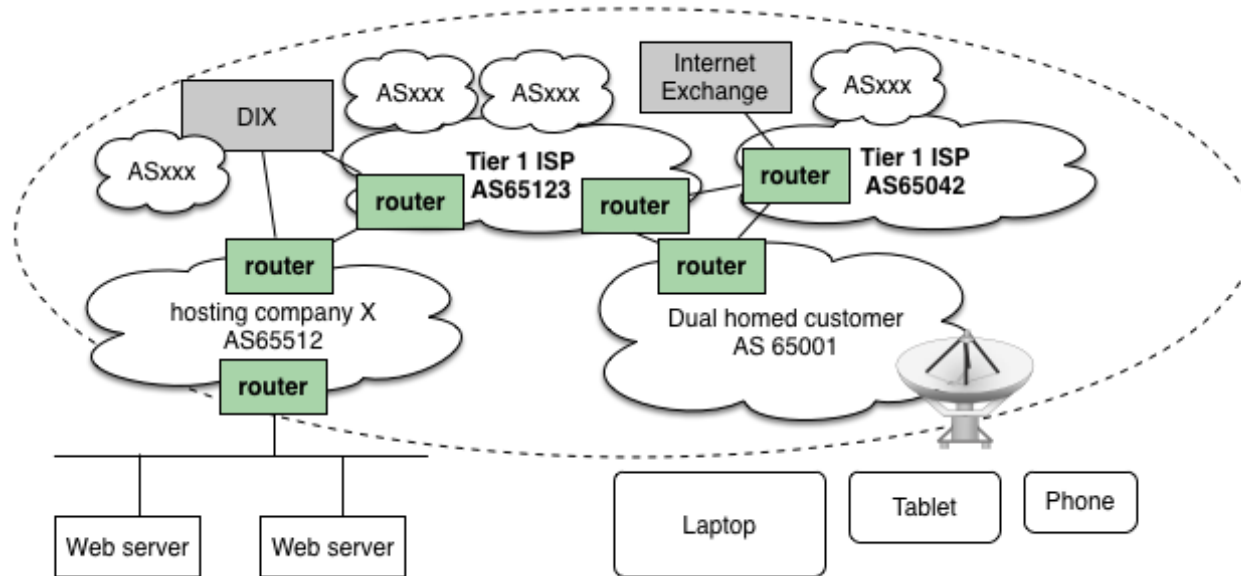 ASxxx
ASxxx
Internet
Exchange
ASxxx
DIX
ASxxx
Tier 1 ISP
AS65123
router
router
router
Tier 1 ISP
AS65042
router
router
hosting company X
AS65512
router
Dual homed customer
AS 65001
Web server
Web server
Laptop
Tablet
Phone